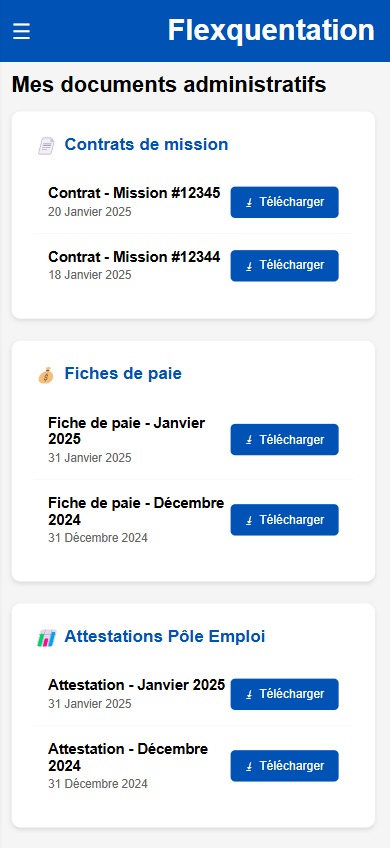 Flexquentation
Mes documents administratifs
Contrats de mission
Contrat - Mission #12345
20 Janvier 2025
Télécharger
Contrat - Mission #12344
18 Janvier 2025
Télécharger
Fiches de paie
Fiche de paie - Janvier
2025
31 Janvier 2025
Télécharger
Fiche de paie - Décembre
2024
31 Décembre 2024
Télécharger
Attestations Pôle Emploi
Attestation - Janvier 2025
31 Janvier 2025
Télécharger
Attestation - Décembre
2024
31 Décembre 2024
Télécharger